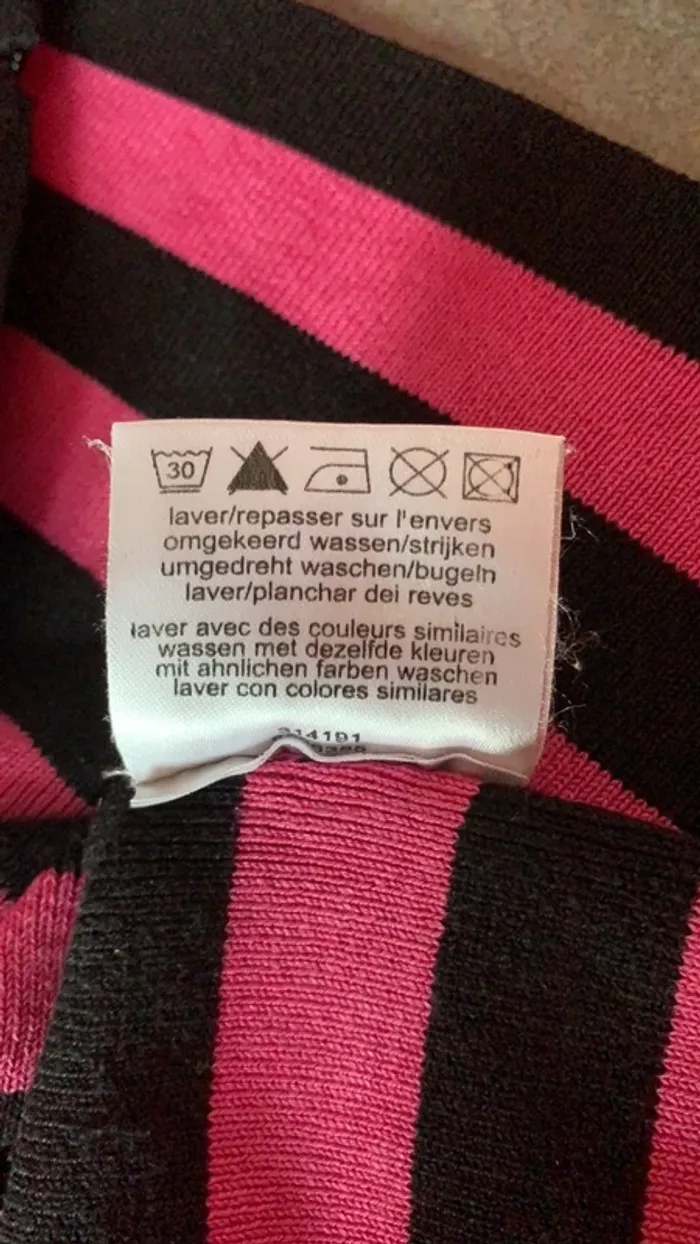 30
laver/repasser sur l'envers
omgekeerd wassen/strijken
umgedreht waschen/bugeln
laver/planchar dei reves
laver avec des couleurs similaires
wassen met dezelfde kleuren
mit ahnlichen farben waschen
laver con colores similares